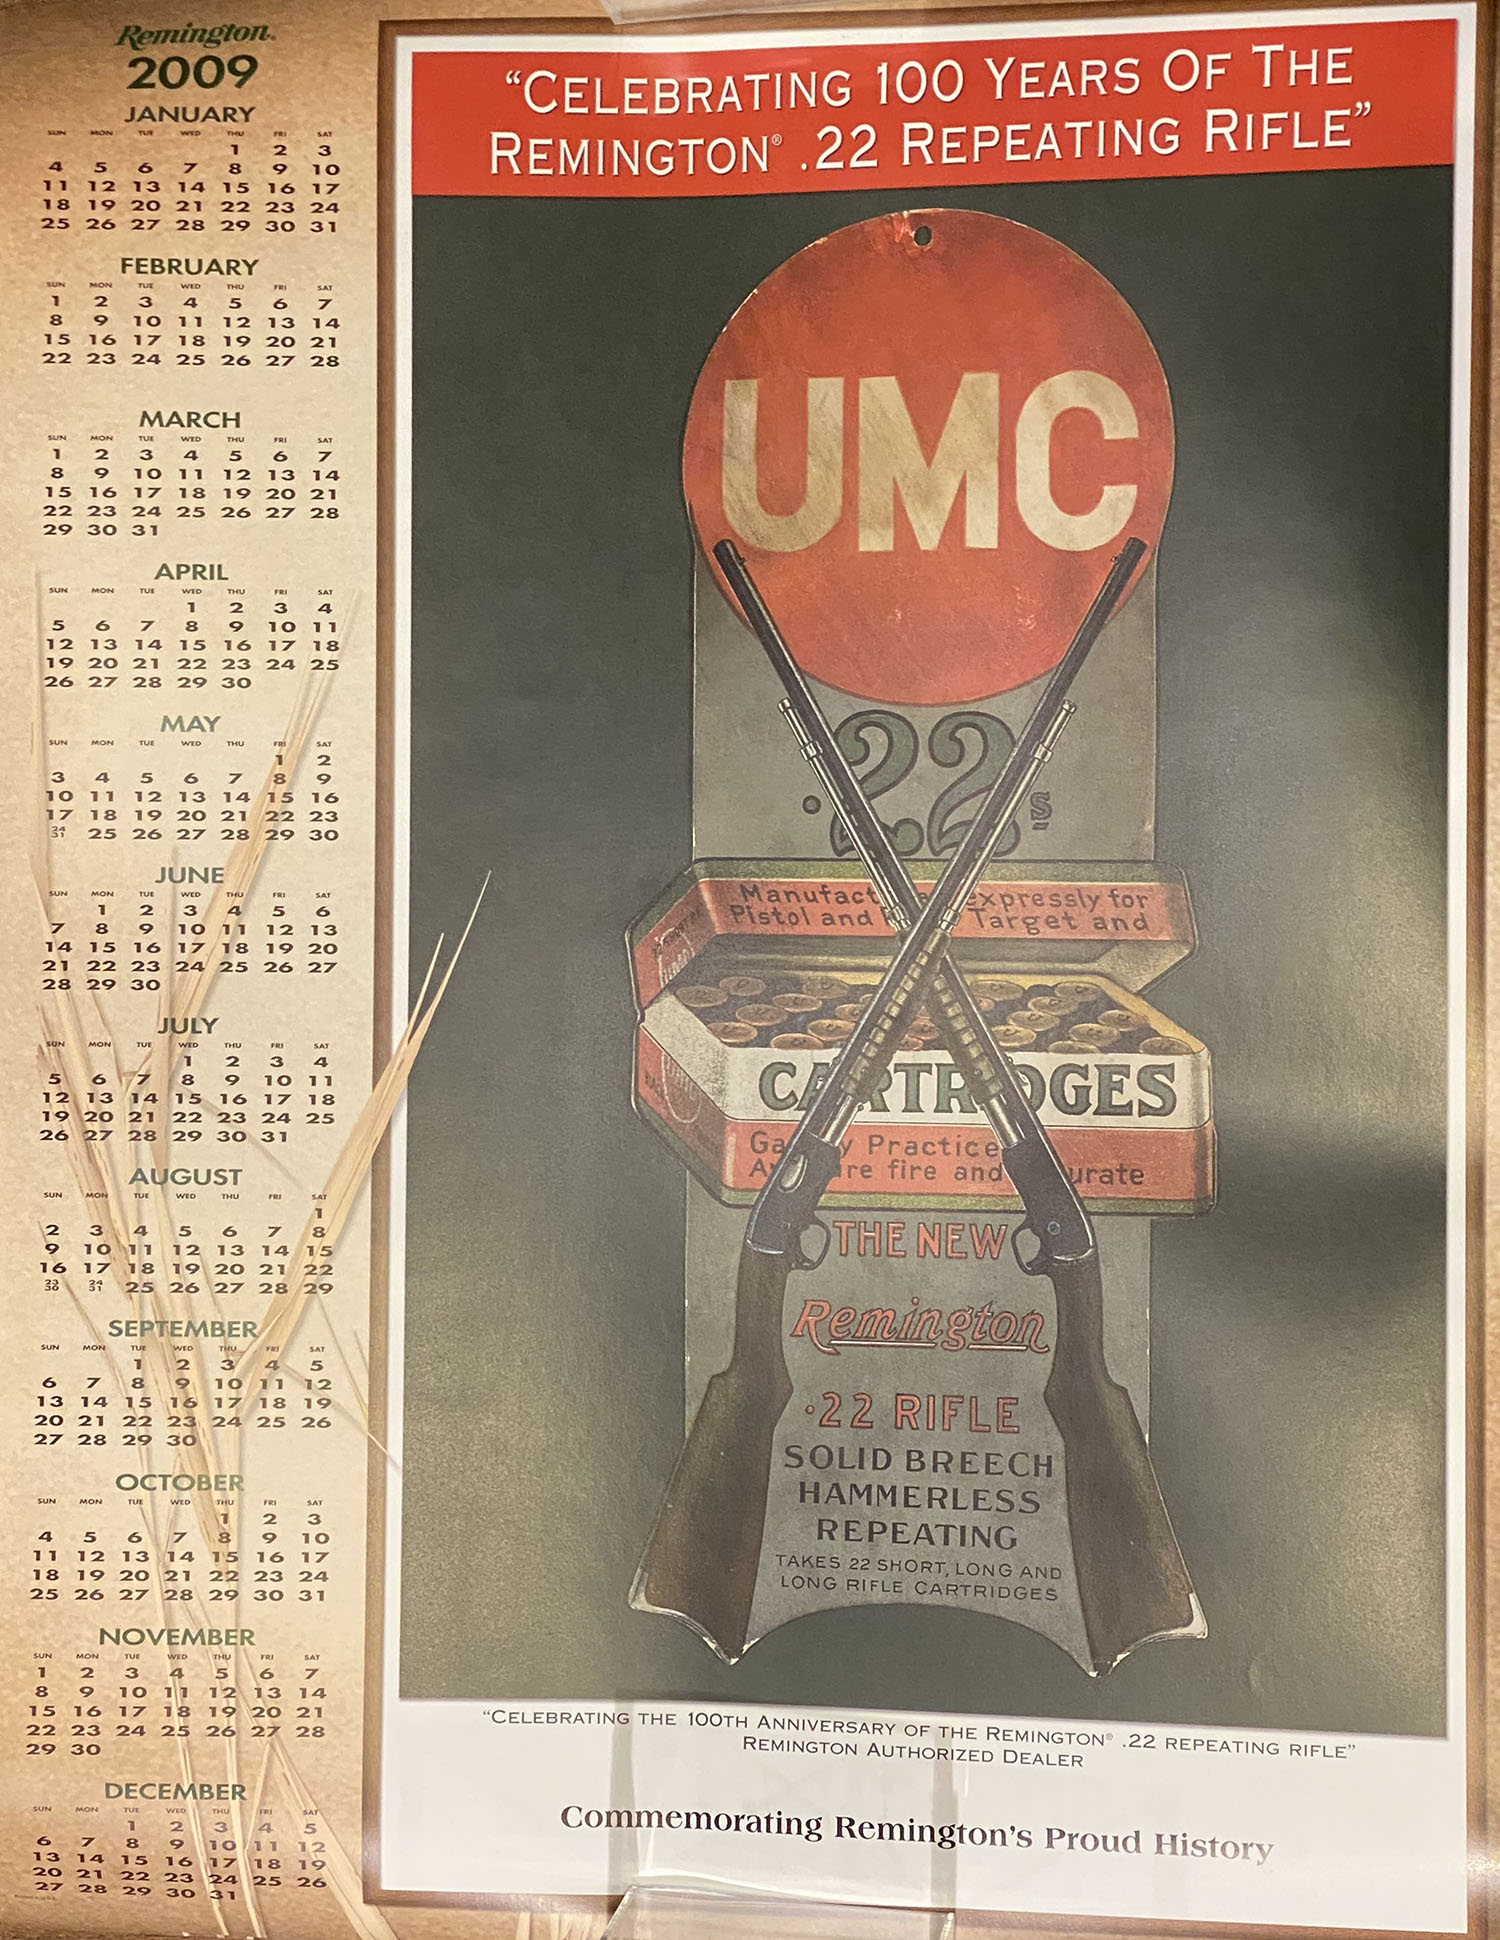 Remington.
2009
JANUARY
SUN MON TUE WED THU FRI SAT
1 2 3
4 5 6 7 8 9 10
11 12 13 14 15 16 17
18 19 20 21 22 23 24
25 26 27 28 29 30 31
FEBRUARY
SUN MON TUE WED THU FRI SAT
1 2 3 4 5 6 7
8 9 10 11 12 13 14
15 16 17 18 19 20 21
22 23 24 25 26 27 28
MARCH
SUN MON TUE WED THU FRI SAT
1 2 3 4 5 6 7
8 9 10 11 12 13 14
15 16 17 18 19 20 21
22 23 24 25 26 27 28
29 30 31
APRIL
SUN MON TUE WED THU FRI SAT
1 2 3 4
5 6 7 8 9 10 11
12 13 14 15 16 17 18
19 20 21 22 23 24 25
26 27 28 29 30
MAY
SUN MON TUE WED THU FRI SAT
1 2
3 4 5 6 7 8 9
10 11 12 13 14 15 16
17 18 19 20 21 22 23
24/31 25 26 27 28 29 30
JUNE
SUN MON TUE WED THU FRI SAT
1 2 3 4 5 6
7 8 9 10 11 12 13
14 15 16 17 18 19 20
21 22 23 24 25 26 27
28 29 30
JULY
SUN MON TUE WED THU FRI SAT
1 2 3 4
5 6 7 8 9 10 11
12 13 14 15 16 17 18
19 20 21 22 23 24 25
26 27 28 29 30 31
AUGUST
SUN MON TUE WED THU FRI SAT
1
2 3 4 5 6 7 8
9 10 11 12 13 14 15
16 17 18 19 20 21 22
23/30 24/31 25 26 27 28 29
SEPTEMBER
SUN MON TUE WED THU FRI SAT
1 2 3 4 5
6 7 8 9 10 11 12
13 14 15 16 17 18 19
20 21 22 23 24 25 26
27 28 29 30
OCTOBER
SUN MON TUE WED THU FRI SAT
1 2 3
4 5 6 7 8 9 10
11 12 13 14 15 16 17
18 19 20 21 22 23 24
25 26 27 28 29 30 31
NOVEMBER
SUN MON TUE WED THU FRI SAT
1 2 3 4 5 6 7
8 9 10 11 12 13 14
15 16 17 18 19 20 21
22 23 24 25 26 27 28
29 30
DECEMBER
SUN MON TUE WED THU FRI SAT
1 2 3 4 5
6 7 8 9 10 11 12
13 14 15 16 17 18 19
20 21 22 23 24 25 26
27 28 29 30 31
“CELEBRATING 100 YEARS OF THE
REMINGTON® .22 REPEATING RIFLE”
UMC
.22s
Manufact expressly for
Pistol and Target and
CARTRIDGES
Practice
fire and
THE NEW
Remington
.22 RIFLE
SOLID BREECH
HAMMERLESS
REPEATING
TAKES 22 SHORT, LONG AND
LONG RIFLE CARTRIDGES
“CELEBRATING THE 100TH ANNIVERSARY OF THE REMINGTON® .22 REPEATING RIFLE”
REMINGTON AUTHORIZED DEALER
Commemorating Remington's Proud History